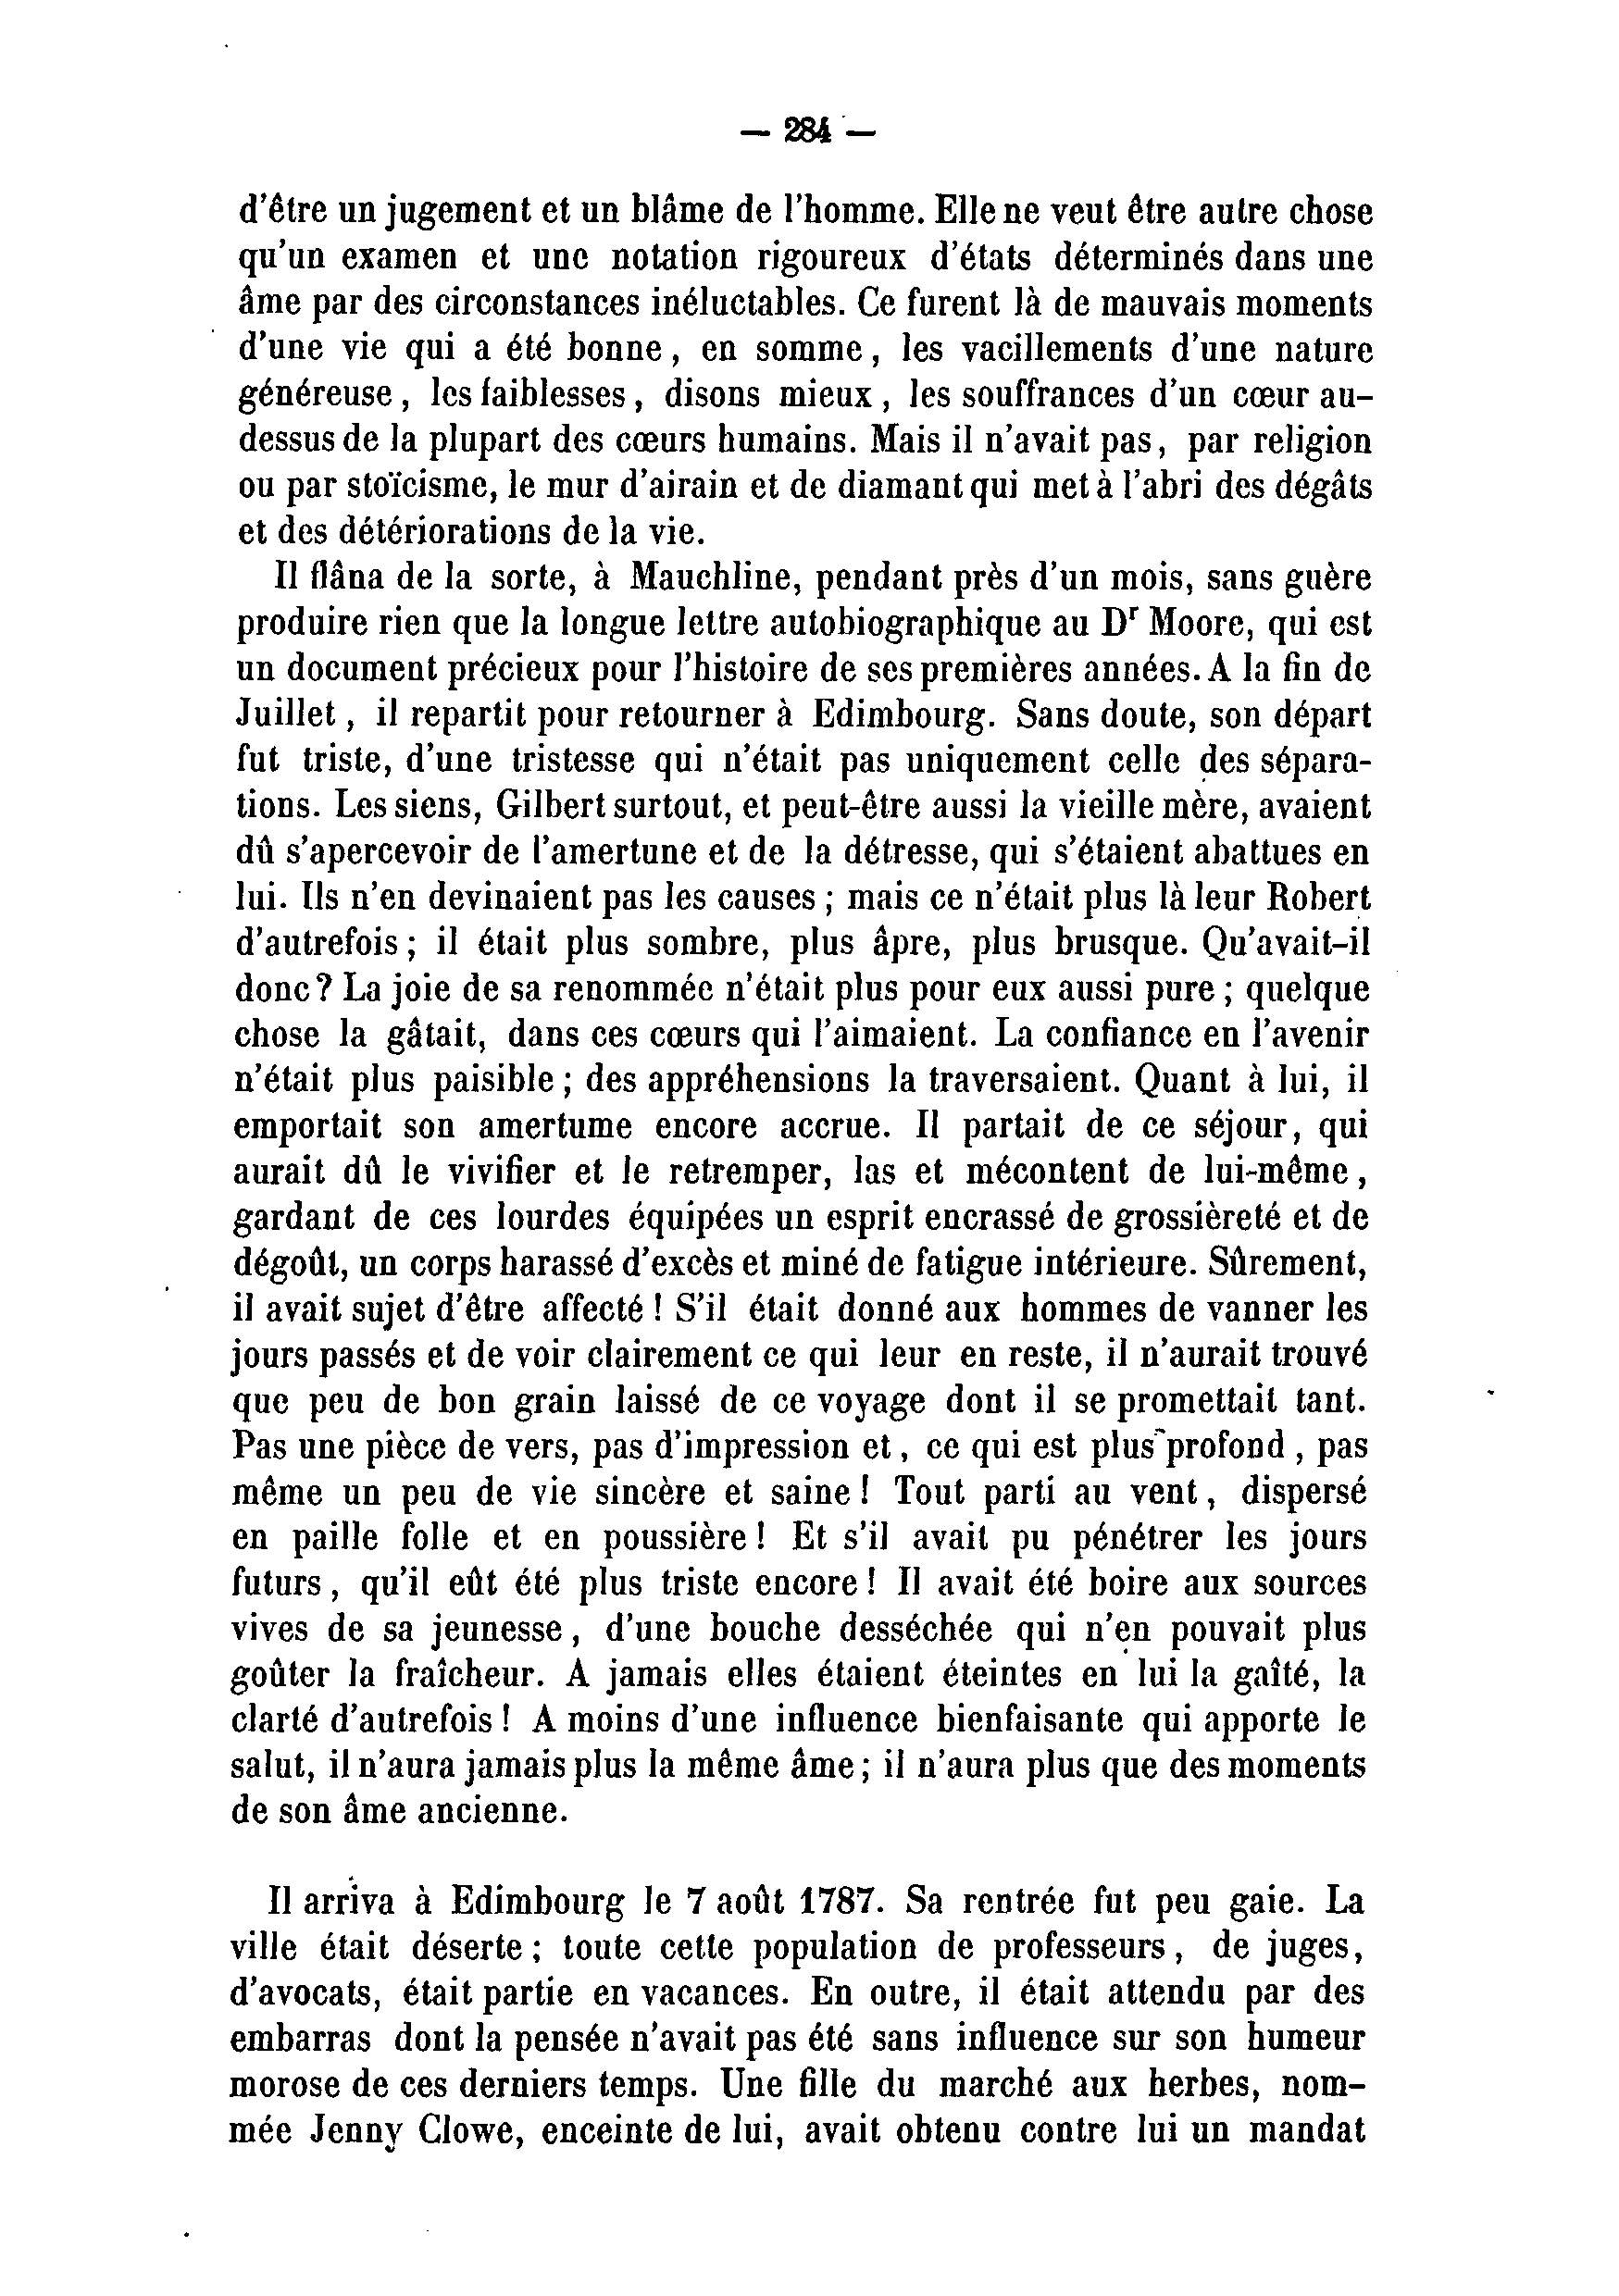 — 284 —
d'être un jugement et un blâme de l'homme. Elle ne veut être autre chose
qu'un examen et une notation rigoureux d'états déterminés dans une
âme par des circonstances inéluctables. Ce furent là de mauvais moments
d'une vie qui a été bonne, en somme, les vacillements d'une nature
généreuse, les faiblesses, disons mieux, les souffrances d'un cœur au-
dessus de la plupart des cœurs humains. Mais il n'avait pas, par religion
ou par stoïcisme, le mur d'airain et de diamant qui met à l'abri des dégâts
et des détériorations de la vie.
Il flâna de la sorte, à Mauchline, pendant près d'un mois, sans guère
produire rien que la longue lettre autobiographique au Dr Moore, qui est
un document précieux pour l'histoire de ses premières années. A la fin de
Juillet, il repartit pour retourner à Edimbourg. Sans doute, son départ
fut triste, d'une tristesse qui n'était pas uniquement celle des sépara-
tions. Les siens, Gilbert surtout, et peut-être aussi la vieille mère, avaient
dû s'apercevoir de l'amertune et de la détresse, qui s'étaient abattues en
lui. Ils n'en devinaient pas les causes ; mais ce n'était plus là leur Robert
d'autrefois ; il était plus sombre, plus âpre, plus brusque. Qu'avait-il
donc ? La joie de sa renommée n'était plus pour eux aussi pure ; quelque
chose la gâtait, dans ces cœurs qui l'aimaient. La confiance en l'avenir
n'était plus paisible ; des appréhensions la traversaient. Quant à lui, il
emportait son amertume encore accrue. Il partait de ce séjour, qui
aurait dû le vivifier et le retremper, las et mécontent de lui-même,
gardant de ces lourdes équipées un esprit encrassé de grossièreté et de
dégoût, un corps harassé d'excès et miné de fatigue intérieure. Sûrement,
il avait sujet d'être affecté ! S'il était donné aux hommes de vanner les
jours passés et de voir clairement ce qui leur en reste, il n'aurait trouvé
que peu de bon grain laissé de ce voyage dont il se promettait tant.
Pas une pièce de vers, pas d'impression et, ce qui est plus profond, pas
même un peu de vie sincère et saine ! Tout parti au vent, dispersé
en paille folle et en poussière ! Et s'il avait pu pénétrer les jours
futurs, qu'il eût été plus triste encore ! Il avait été boire aux sources
vives de sa jeunesse, d'une bouche desséchée qui n'en pouvait plus
goûter la fraîcheur. A jamais elles étaient éteintes en lui la gaîté, la
clarté d'autrefois ! A moins d'une influence bienfaisante qui apporte le
salut, il n'aura jamais plus la même âme ; il n'aura plus que des moments
de son âme ancienne.
Il arriva à Edimbourg le 7 août 1787. Sa rentrée fut peu gaie. La
ville était déserte ; toute cette population de professeurs, de juges,
d'avocats, était partie en vacances. En outre, il était attendu par des
embarras dont la pensée n'avait pas été sans influence sur son humeur
morose de ces derniers temps. Une fille du marché aux herbes, nom-
mée Jenny Clowe, enceinte de lui, avait obtenu contre lui un mandat